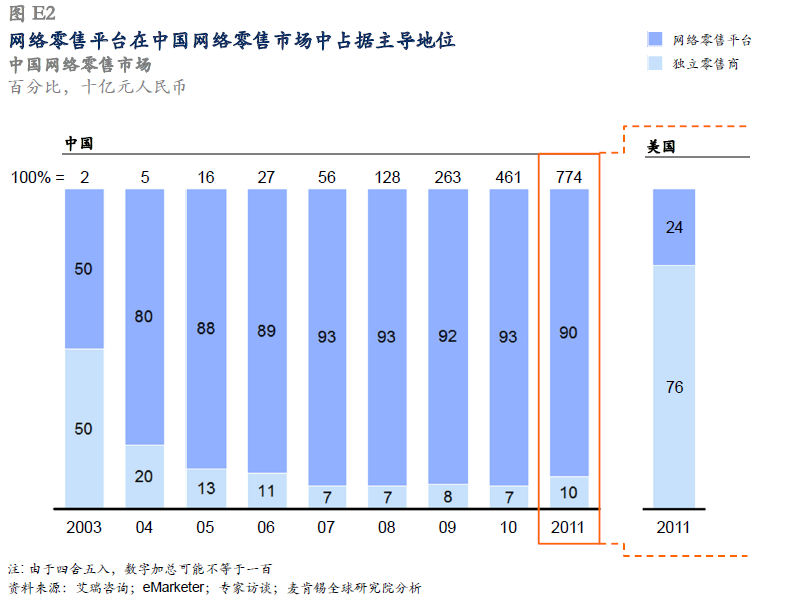 图 E2
网络零售平台在中国网络零售市场中占据主导地位
中国网络零售市场
百分比，十亿元人民币
网络零售平台
独立零售商
中国
美国
100% = 2 5 16 27 56 128 263 461 774
50 80 88 89 93 93 92 93 90 24
50 20 13 11 7 7 8 7 10 76
2003 04 05 06 07 08 09 10 2011 2011
注: 由于四舍五入，数字加总可能不等于一百
资料来源：艾瑞咨询；eMarketer；专家访谈；麦肯锡全球研究院分析